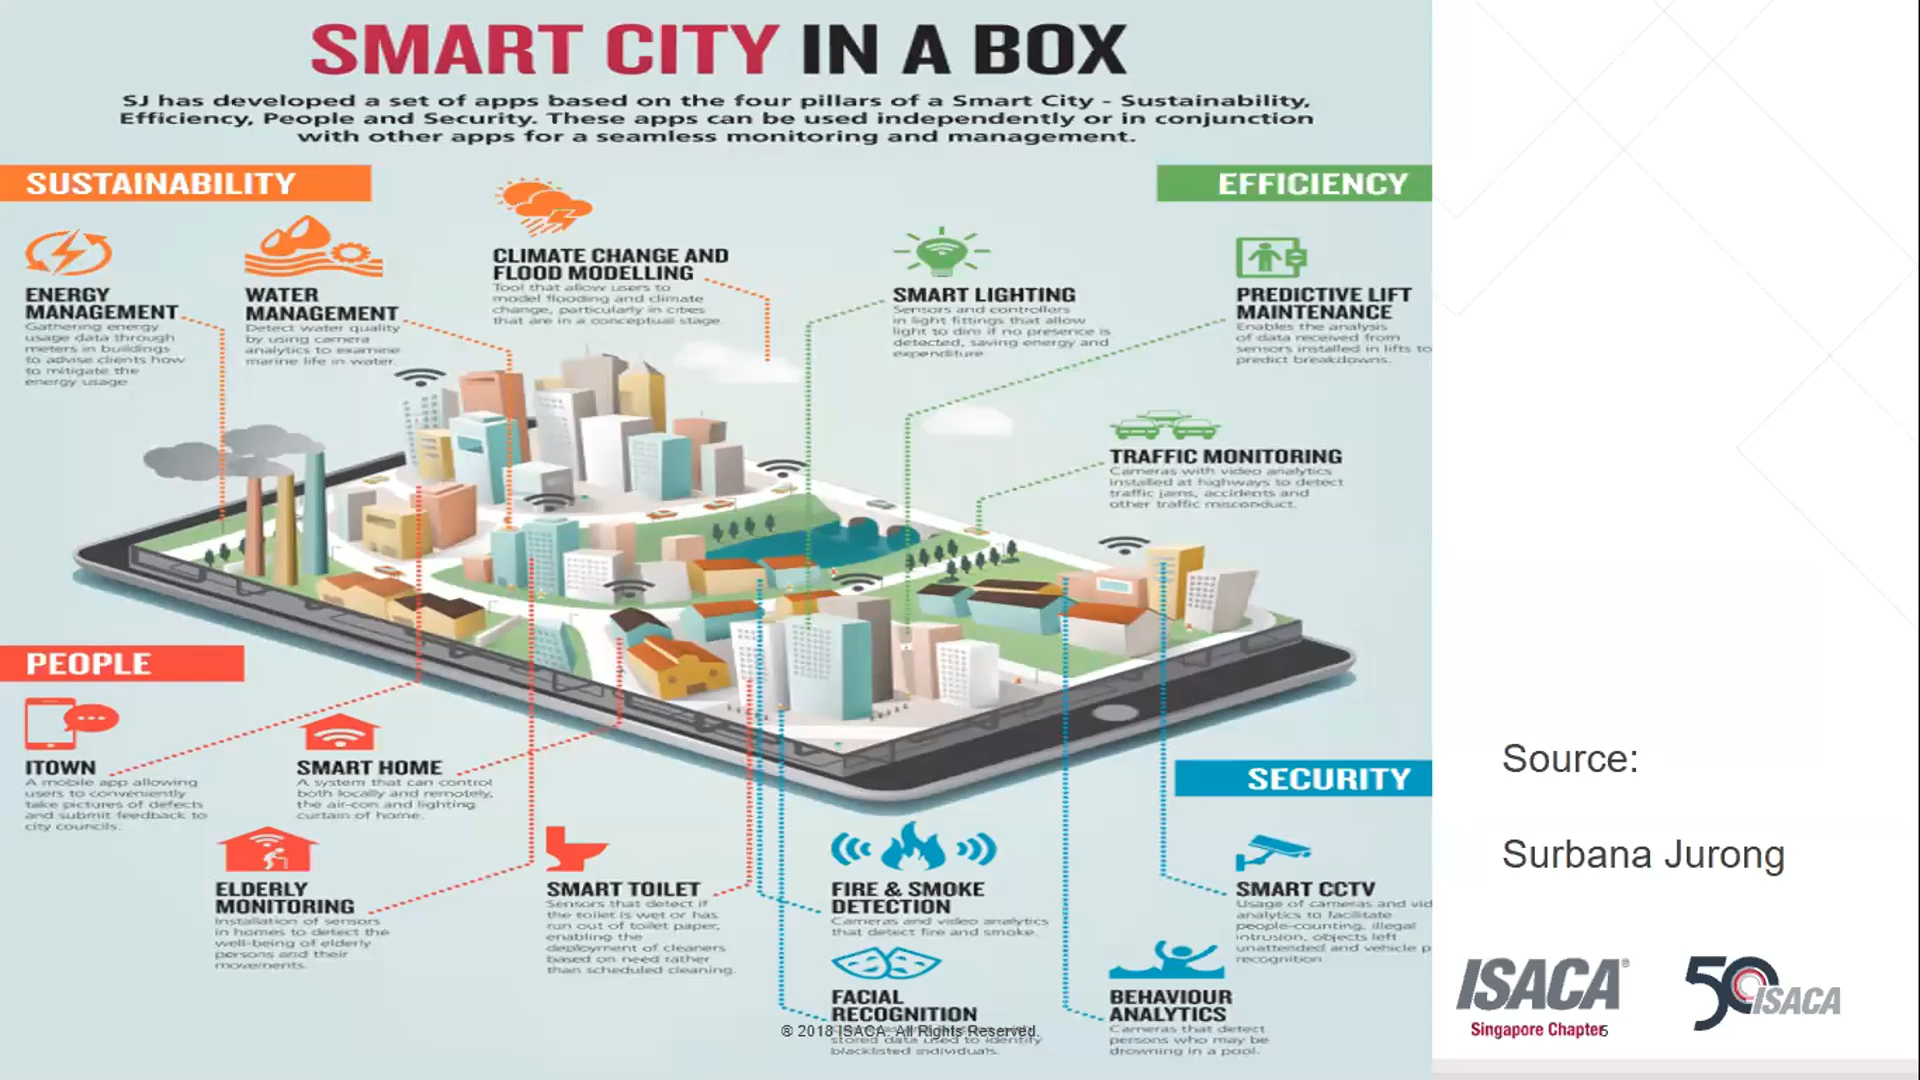 SMART CITY IN A BOX
SJ has developed a set of apps based on the four pillars of a Smart City - Sustainability,
Efficiency, People and Security. These apps can be used independently or in conjunction
with other apps for a seamless monitoring and management.
SUSTAINABILITY
ENERGY
MANAGEMENT
Gathering energy
usage data through
meters in buildings
to advise clients how
to mitigate the
energy usage
WATER
MANAGEMENT
Detect water quality
by using camera
analytics to examine
marine life in water.
CLIMATE CHANGE AND
FLOOD MODELLING
Tool that allow users to
model flooding and climate
change, particularly in cities
that are in a conceptual stage.
EFFICIENCY
SMART LIGHTING
Sensors and controllers
in light fittings that allow
light to dim if no presence is
detected, saving energy and
expenditure
PREDICTIVE LIFT
MAINTENANCE
Enables the analysis
of data received from
sensors installed in lifts to
predict breakdowns.
TRAFFIC MONITORING
Cameras with video analytics
installed at highways to detect
traffic jams, accidents and
other traffic misconduct.
PEOPLE
ITOWN
A mobile app allowing
users to conveniently
take pictures of defects
and submit feedback to
city councils.
SMART HOME
A system that can control
both locally and remotely,
the air-con and lighting
curtain of home.
ELDERLY
MONITORING
Installation of sensors
in homes to detect the
well-being of elderly
persons and their
movements.
SMART TOILET
Sensors that detect if
the toilet is wet or has
run out of toilet paper,
enabling the
deployment of cleaners
based on need rather
than scheduled cleaning.
SECURITY
FIRE & SMOKE
DETECTION
Cameras and video analytics
that detect fire and smoke.
FACIAL
RECOGNITION
stored data used to identify
blacklisted individuals.
SMART CCTV
Usage of cameras and vid
analytics to facilitate
people-counting, illegal
intrusion, objects left
unattended and vehicle p
recognition
BEHAVIOUR
ANALYTICS
Cameras that detect
persons who may be
drowning in a pool.
© 2018 ISACA. All Rights Reserved.
Source:
Surbana Jurong
ISACA®
Singapore Chapter
5
50 ISACA